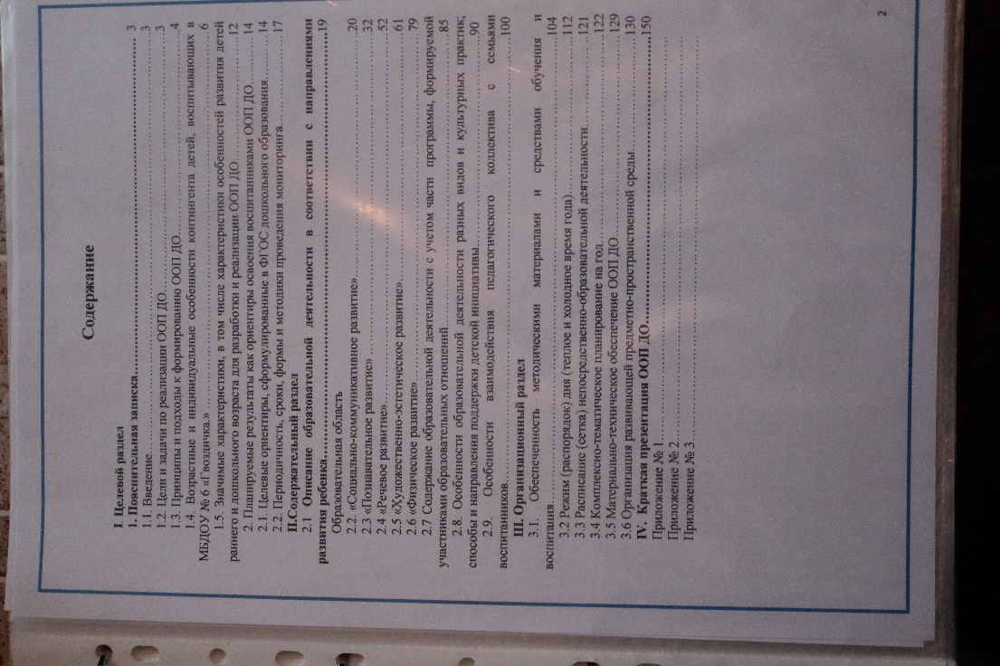 Содержание
I. Целевой раздел
1. Пояснительная записка........................................................................ 3
1.1. Введение........................................................................ 3
1.2. Цели и задачи по реализации ООП ДО........................................................................ 3
1.3. Принципы и подходы к формированию ООП ДО........................................................................ 4
1.4. Возрастные и индивидуальные особенности контингента детей, воспитывающих в
МБДОУ № 6 «Гвоздичка.»........................................................................ 6
1.5. Значимые характеристики, в том числе характеристики особенностей развития детей
раннего и дошкольного возраста для разработки и реализации ООП ДО........................................ 12
2. Планируемые результаты как ориентиры освоения воспитанниками ООП ДО.................... 14
2.1. Целевые ориентиры, сформулированные в ФГОС дошкольного образования.................... 14
2.2. Периодичность, сроки, формы и методики проведения мониторинга.................... 17
II.Содержательный раздел
2.1 Описание образовательной деятельности в соответствии с направлениями
развития ребенка........................................................................19
Образовательная область
2.2. «Социально-коммуникативное развитие»........................................................................ 20
2.3 «Познавательное развитие»........................................................................ 32
2.4 «Речевое развитие»........................................................................ 52
2.5 «Художественно-эстетическое развитие»........................................................................ 61
2.6 «Физическое развитие»........................................................................ 79
2.7 Содержание образовательной деятельности с учетом части программы, формируемой
участниками образовательных отношений........................................................................ 85
2.8. Особенности образовательной деятельности разных видов и культурных практик;
способы и направления поддержки детской инициативы........................................................................ 90
2.9. Особенности взаимодействия педагогического коллектива с семьями
воспитанников........................................................................100
III. Организационный раздел
3.1. Обеспеченность методическими материалами и средствами обучения и
воспитания........................................................................104
3.2 Режим (распорядок) дня (теплое и холодное время года)........................................ 112
3.3 Расписание (сетка) непосредственно-образовательной деятельности........................................ 121
3.4 Комплексно-тематическое планирование на год........................................ 122
3.5 Материально-техническое обеспечение ООП ДО........................................ 129
3.6 Организация развивающей предметно-пространственной среды........................................ 130
IV. Краткая презентация ООП ДО........................................150
Приложение № 1........................................................................
Приложение № 2........................................................................
Приложение № 3........................................................................
2